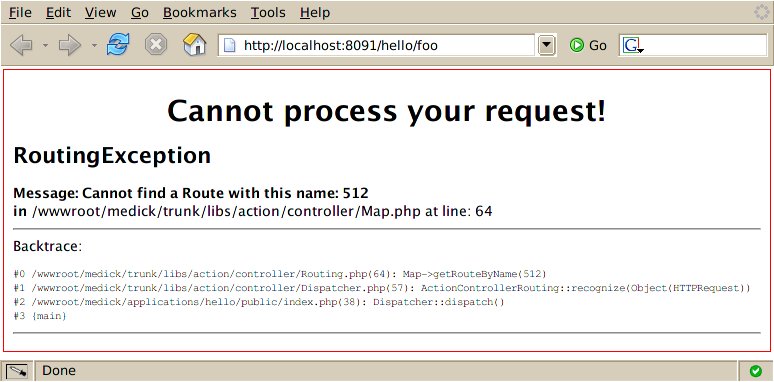 File Edit View Go Bookmarks Tools Help
http://localhost:8091/hello/foo Go G
Cannot process your request!
RoutingException
Message: Cannot find a Route with this name: 512
in /wwwroot/medick/trunk/libs/action/controller/Map.php at line: 64
Backtrace:
#0 /wwwroot/medick/trunk/libs/action/controller/Routing.php(64): Map->getRouteByName(512)
#1 /wwwroot/medick/trunk/libs/action/controller/Dispatcher.php(57): ActionControllerRouting::recognize(Object(HTTPRequest))
#2 /wwwroot/medick/applications/hello/public/index.php(38): Dispatcher::dispatch()
#3 {main}
Done